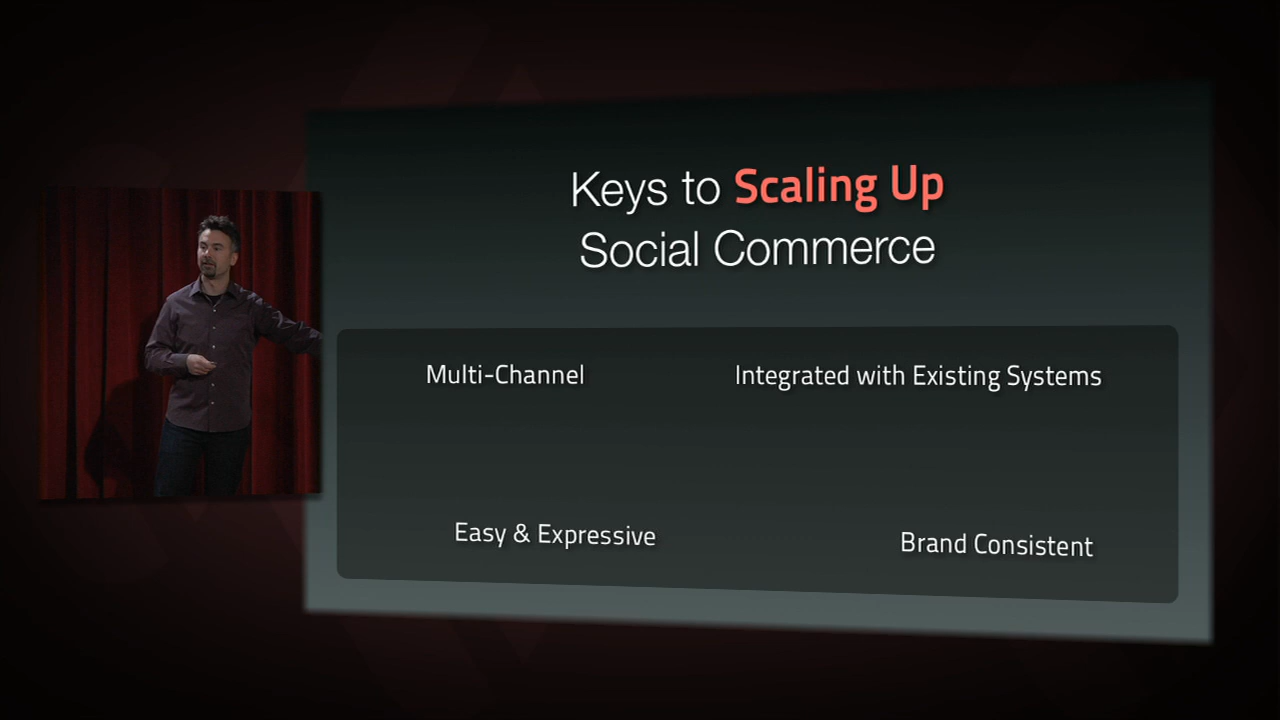 Keys to Scaling Up
Social Commerce
Multi-Channel
Integrated with Existing Systems
Easy & Expressive
Brand Consistent